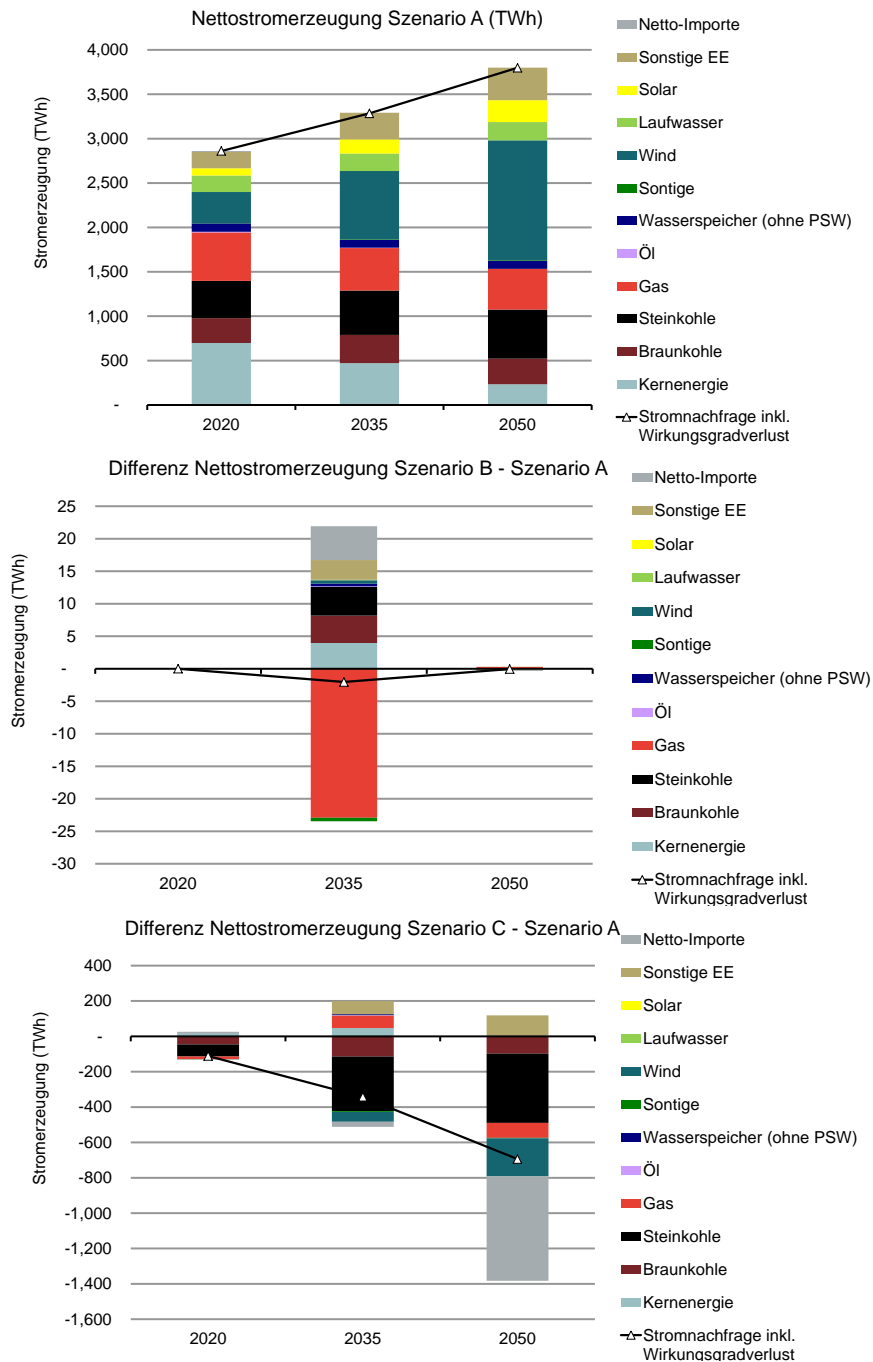 Nettostromerzeugung Szenario A (TWh)
Stromerzeugung (TWh)
4,000
3,500
3,000
2,500
2,000
1,500
1,000
500
-
2020
2035
2050
Netto-Importe
Sonstige EE
Solar
Laufwasser
Wind
Sontige
Wasserspeicher (ohne PSW)
Öl
Gas
Steinkohle
Braunkohle
Kernenergie
Stromnachfrage inkl.
Wirkungsgradverlust
Differenz Nettostromerzeugung Szenario B - Szenario A
Stromerzeugung (TWh)
25
20
15
10
5
-
-5
-10
-15
-20
-25
-30
2020
2035
2050
Netto-Importe
Sonstige EE
Solar
Laufwasser
Wind
Sontige
Wasserspeicher (ohne PSW)
Öl
Gas
Steinkohle
Braunkohle
Kernenergie
Stromnachfrage inkl.
Wirkungsgradverlust
Differenz Nettostromerzeugung Szenario C - Szenario A
Stromerzeugung (TWh)
400
200
-
-200
-400
-600
-800
-1,000
-1,200
-1,400
-1,600
2020
2035
2050
Netto-Importe
Sonstige EE
Solar
Laufwasser
Wind
Sontige
Wasserspeicher (ohne PSW)
Öl
Gas
Steinkohle
Braunkohle
Kernenergie
Stromnachfrage inkl.
Wirkungsgradverlust